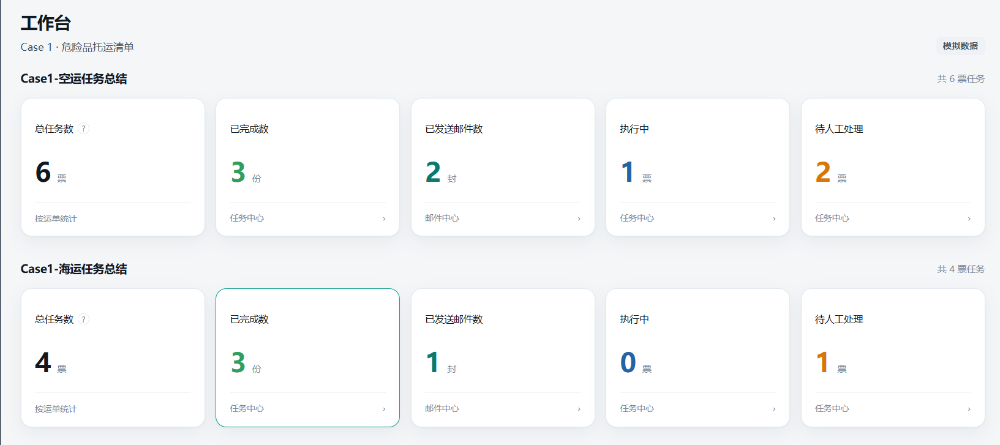 工作台
Case 1 · 危险品托运清单
模拟数据
Case1-空运任务总结
共 6 票任务
总任务数 ?
6 票
按运单统计
已完成数
3 份
任务中心 ›
已发送邮件数
2 封
邮件中心 ›
执行中
1 票
任务中心 ›
待人工处理
2 票
任务中心 ›
Case1-海运任务总结
共 4 票任务
总任务数 ?
4 票
按运单统计
已完成数
3 份
任务中心 ›
已发送邮件数
1 封
邮件中心 ›
执行中
0 票
任务中心 ›
待人工处理
1 票
任务中心 ›